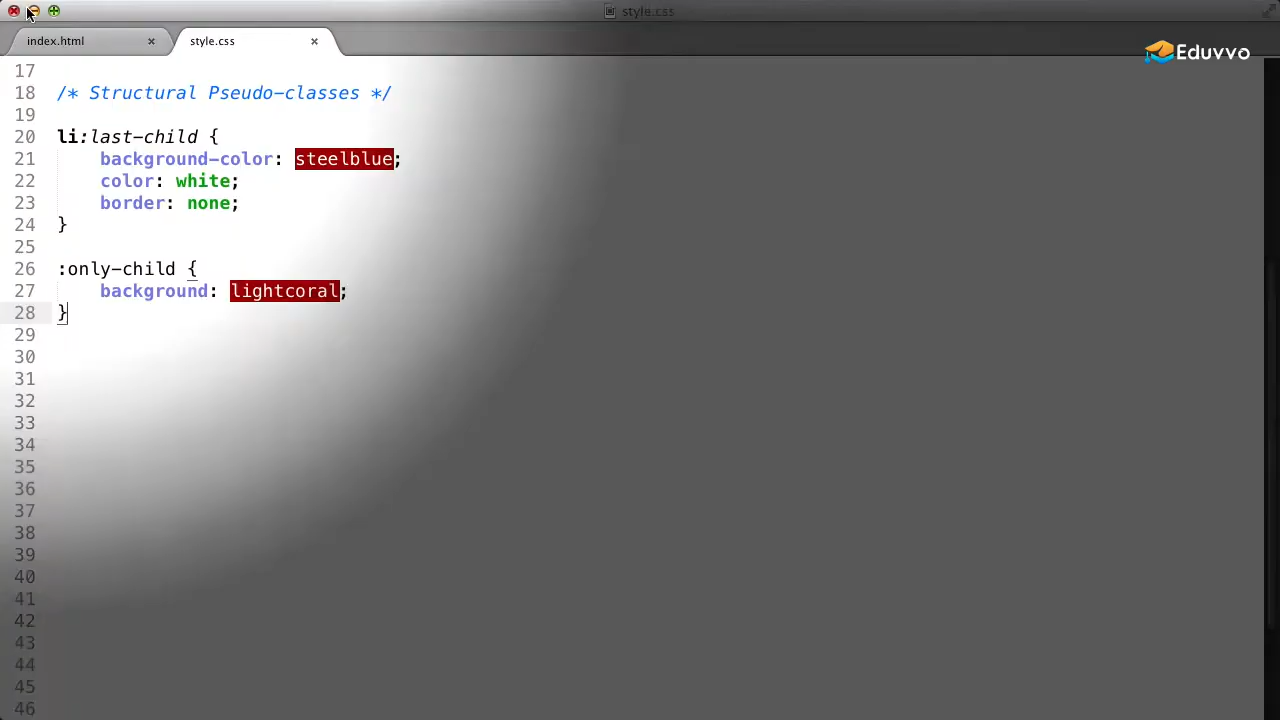 style.css
index.html × style.css ×
Eduvvo
17
18 /* Structural Pseudo-classes */
19
20 li:last-child {
21     background-color: steelblue;
22     color: white;
23     border: none;
24 }
25
26 :only-child {
27     background: lightcoral;
28 }
29
30
31
32
33
34
35
36
37
38
39
40
41
42
43
44
45
46